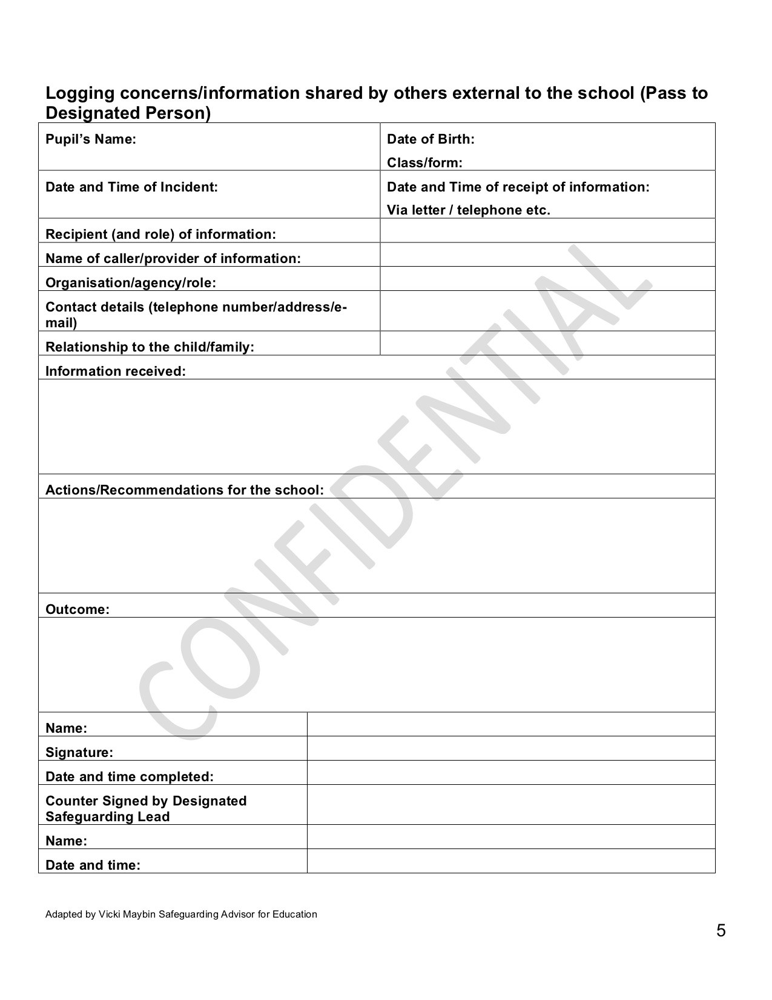 Logging concerns/information shared by others external to the school (Pass to
Designated Person)
Pupil’s Name:
Date of Birth:
Class/form:
Date and Time of Incident:
Date and Time of receipt of information:
Via letter / telephone etc.
Recipient (and role) of information:
Name of caller/provider of information:
Organisation/agency/role:
Contact details (telephone number/address/e-
mail)
Relationship to the child/family:
Information received:
Actions/Recommendations for the school:
Outcome:
CONFIDENTIAL
Name:
Signature:
Date and time completed:
Counter Signed by Designated
Safeguarding Lead
Name:
Date and time:
Adapted by Vicki Maybin Safeguarding Advisor for Education
5